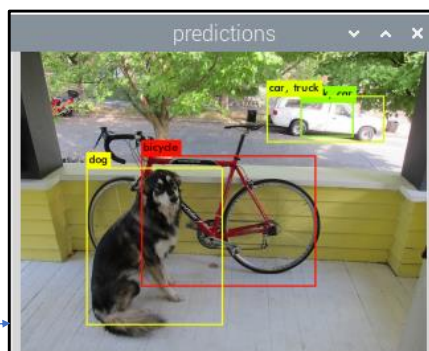 predictions
car, truck
k, car
bicycle
dog